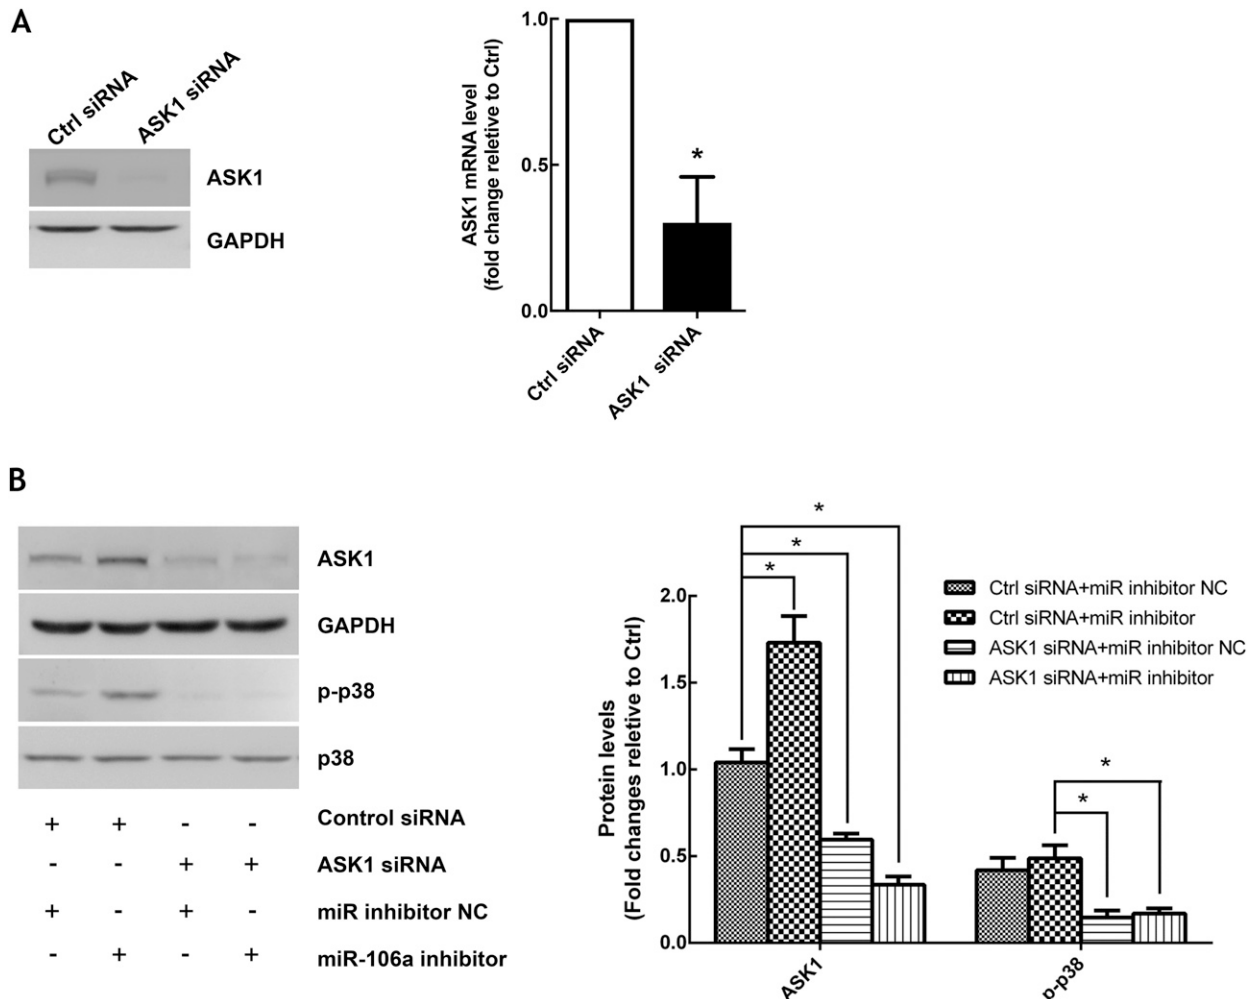 A
Ctrl siRNA
ASK1 siRNA
ASK1
GAPDH
ASK1 mRNA level
(fold change reletive to Ctrl)
1.0
0.5
0.0
*
Ctrl siRNA
ASK1 siRNA
B
ASK1
GAPDH
p-p38
p38
+ + - - Control siRNA
- - + + ASK1 siRNA
+ - + - miR inhibitor NC
- + - + miR-106a inhibitor
Protein levels
(Fold changes reletive to Ctrl)
2.0
1.5
1.0
0.5
0.0
*
*
*
*
*
Ctrl siRNA+miR inhibitor NC
Ctrl siRNA+miR inhibitor
ASK1 siRNA+miR inhibitor NC
ASK1 siRNA+miR inhibitor
ASK1
p-p38